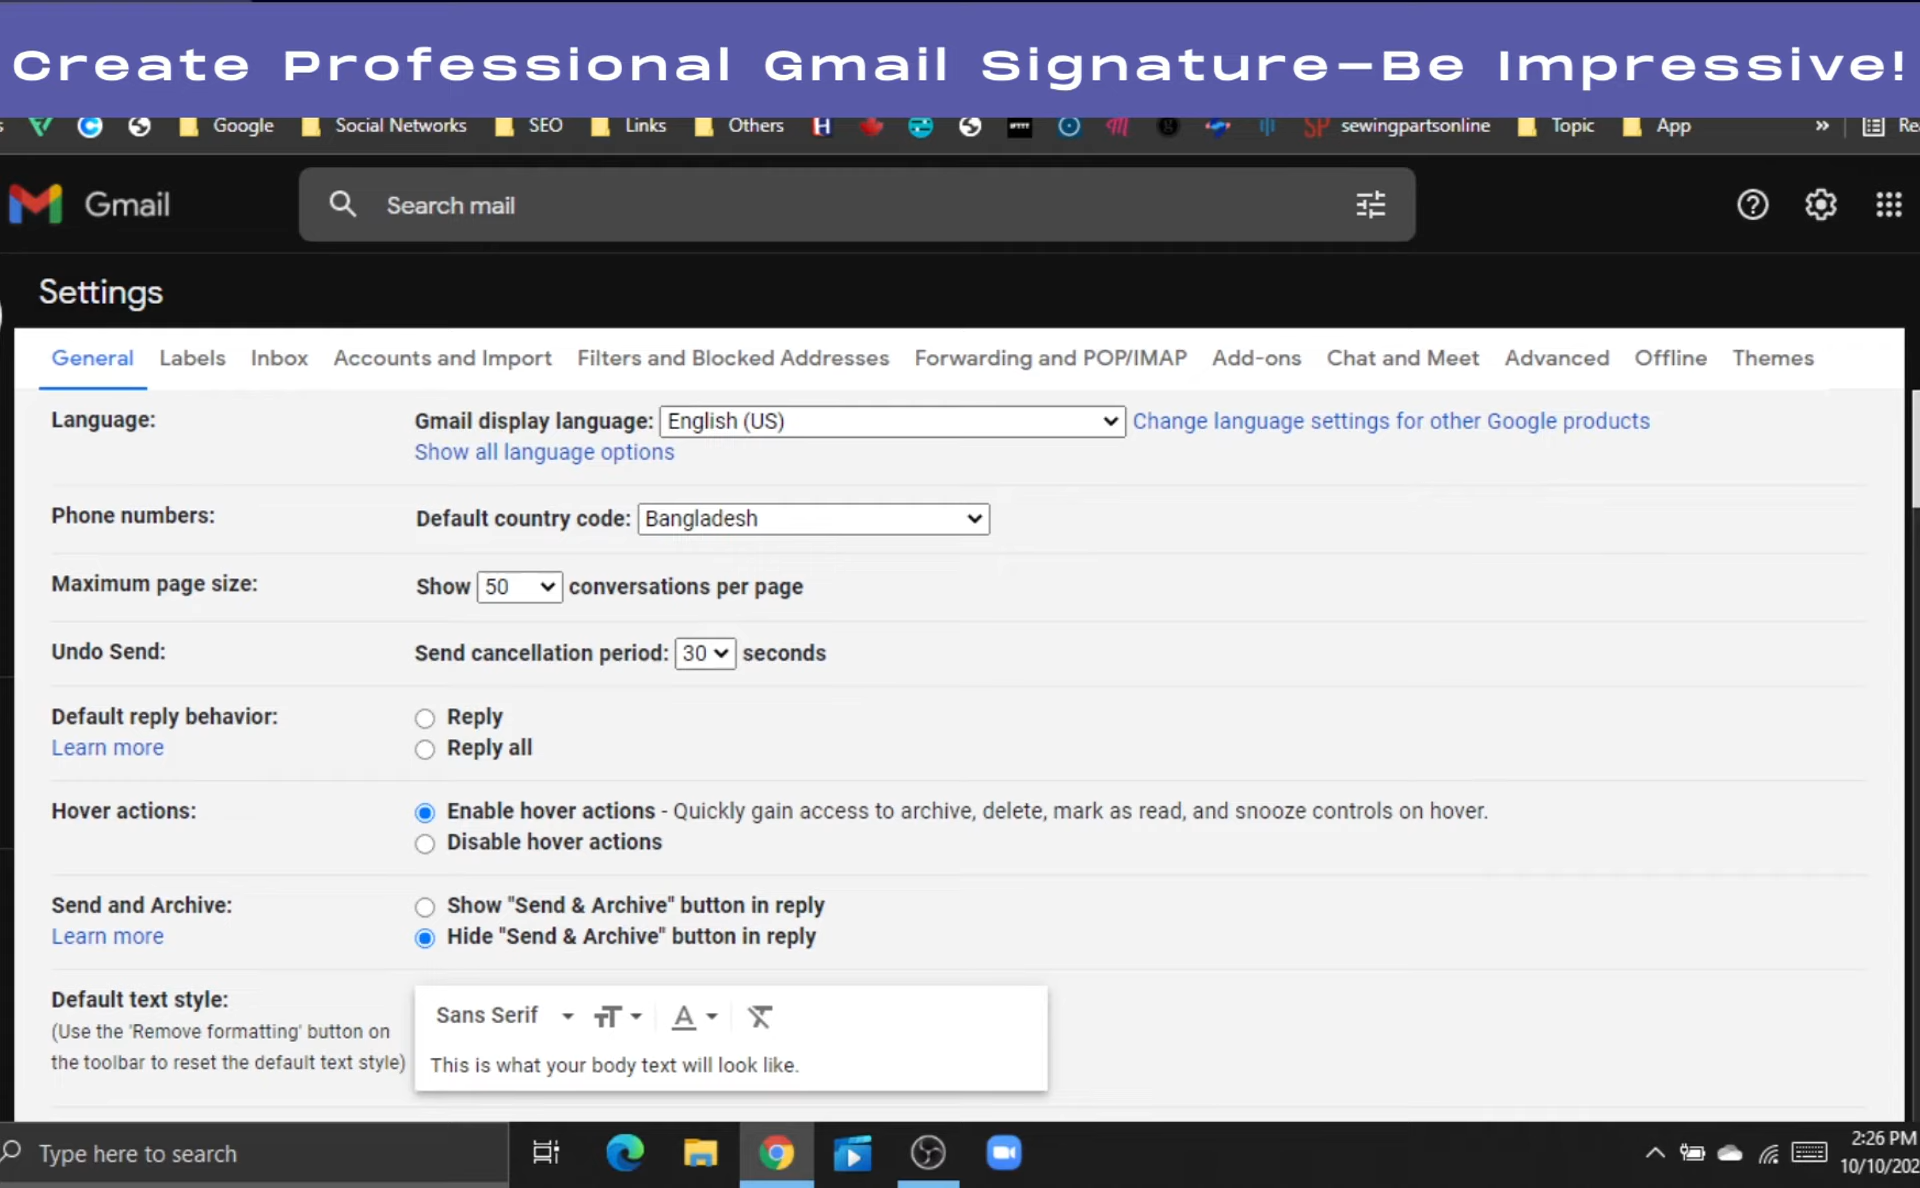 Create Professional Gmail Signature—Be Impressive!
Google Social Networks SEO Links Others sewingpartsonline Topic App »
Gmail Search mail
Settings
General Labels Inbox Accounts and Import Filters and Blocked Addresses Forwarding and POP/IMAP Add-ons Chat and Meet Advanced Offline Themes
Language: Gmail display language: English (US) Change language settings for other Google products
Show all language options
Phone numbers: Default country code: Bangladesh
Maximum page size: Show 50 conversations per page
Undo Send: Send cancellation period: 30 seconds
Default reply behavior: Reply
Learn more Reply all
Hover actions: Enable hover actions - Quickly gain access to archive, delete, mark as read, and snooze controls on hover.
Disable hover actions
Send and Archive: Show "Send & Archive" button in reply
Learn more Hide "Send & Archive" button in reply
Default text style: Sans Serif
(Use the 'Remove formatting' button on
the toolbar to reset the default text style) This is what your body text will look like.
Type here to search 2:26 PM
10/10/202